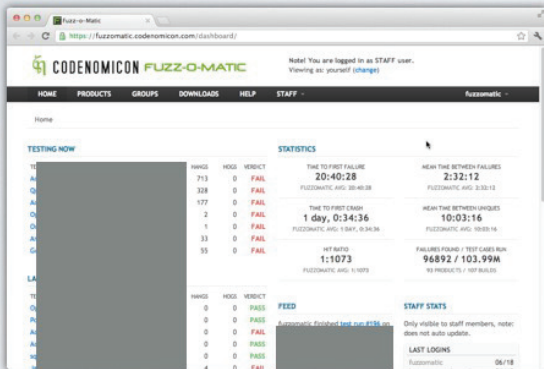 Fuzz-o-Matic
https://fuzzomatic.codenomicon.com/dashboard/
CODENOMICON FUZZ-O-MATIC
Note! You are logged in as STAFF user.
Viewing as: yourself (change)
HOME PRODUCTS GROUPS DOWNLOADS HELP STAFF fuzzomatic
Home
TESTING NOW
HANGS HOGS VERDICT
713 0 FAIL
328 0 FAIL
177 0 FAIL
2 0 FAIL
1 0 FAIL
33 0 FAIL
55 0 FAIL
HANGS HOGS VERDICT
0 0 PASS
0 0 PASS
0 0 FAIL
0 0 PASS
0 0 PASS
4 0 FAIL
STATISTICS
TIME TO FIRST FAILURE
20:40:28
FUZZOMATIC AVG: 20:40:28
MEAN TIME BETWEEN FAILURES
2:32:12
FUZZOMATIC AVG: 2:32:12
TIME TO FIRST CRASH
1 day, 0:34:36
FUZZOMATIC AVG: 1 DAY, 0:34:36
MEAN TIME BETWEEN UNIQUES
10:03:16
FUZZOMATIC AVG: 10:03:16
HIT RATIO
1:1073
FUZZOMATIC AVG: 1:1073
FAILURES FOUND / TEST CASES RUN
96892 / 103.99M
93 PRODUCTS / 107 BUILDS
FEED
fuzzomatic finished test run #196 on
STAFF STATS
Only visible to staff members, note:
does not auto update.
LAST LOGINS
fuzzomatic 06/18